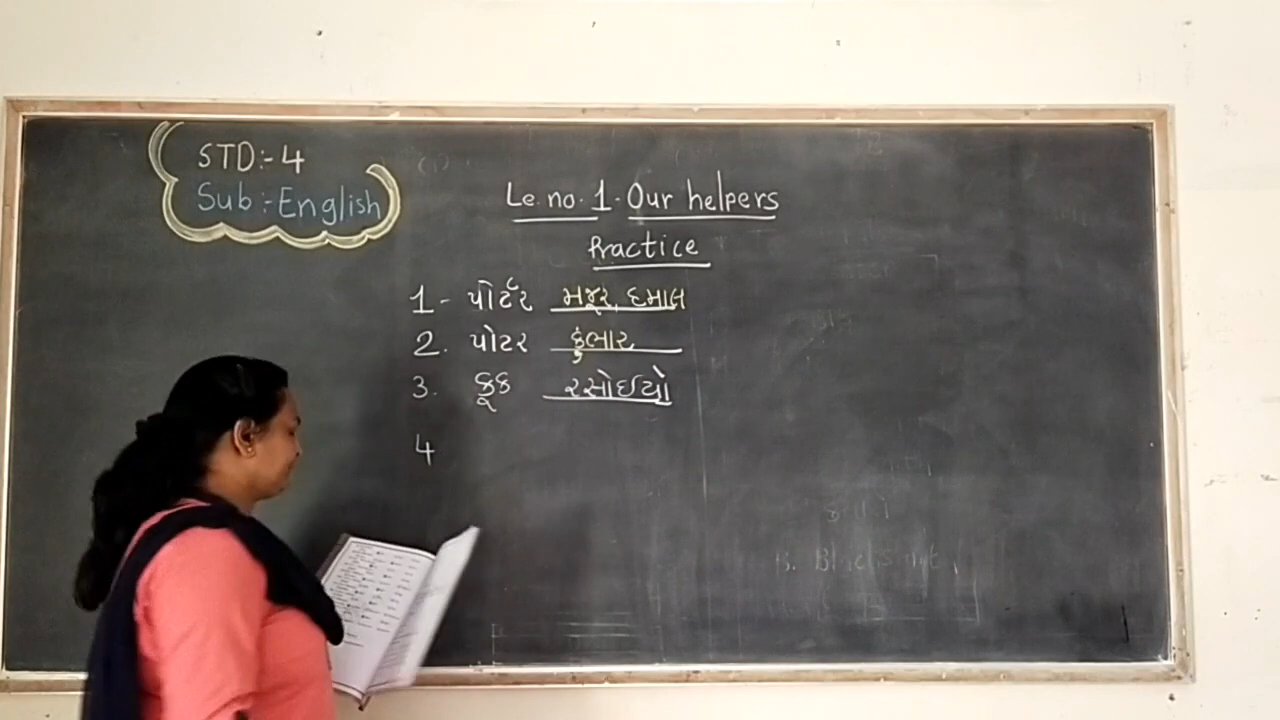 STD:- 4
Sub:-English
Le. no. 1. Our helpers
Practice
1 - પોર્ટર મજૂર, હમાલ
2. પોટર કુંભાર
3. કૂક રસોઈયો
4